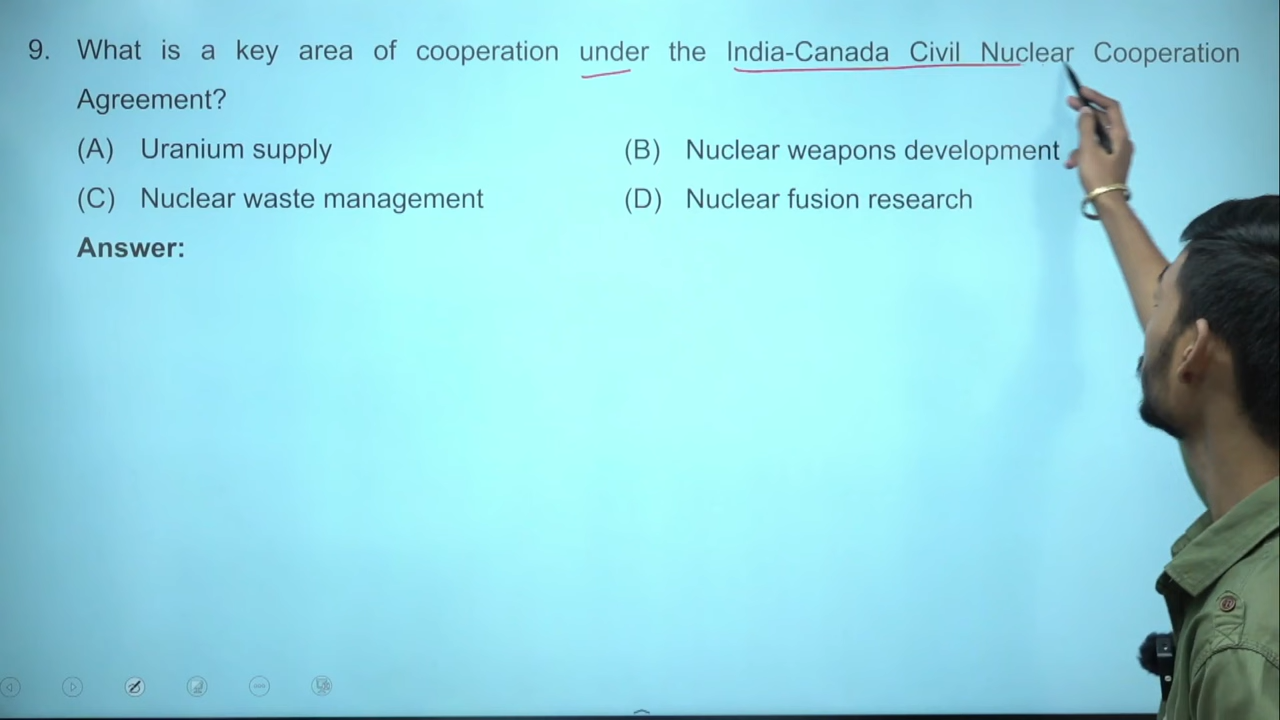 9. What is a key area of cooperation under the India-Canada Civil Nuclear Cooperation
Agreement?
(A) Uranium supply (B) Nuclear weapons development
(C) Nuclear waste management (D) Nuclear fusion research
Answer: